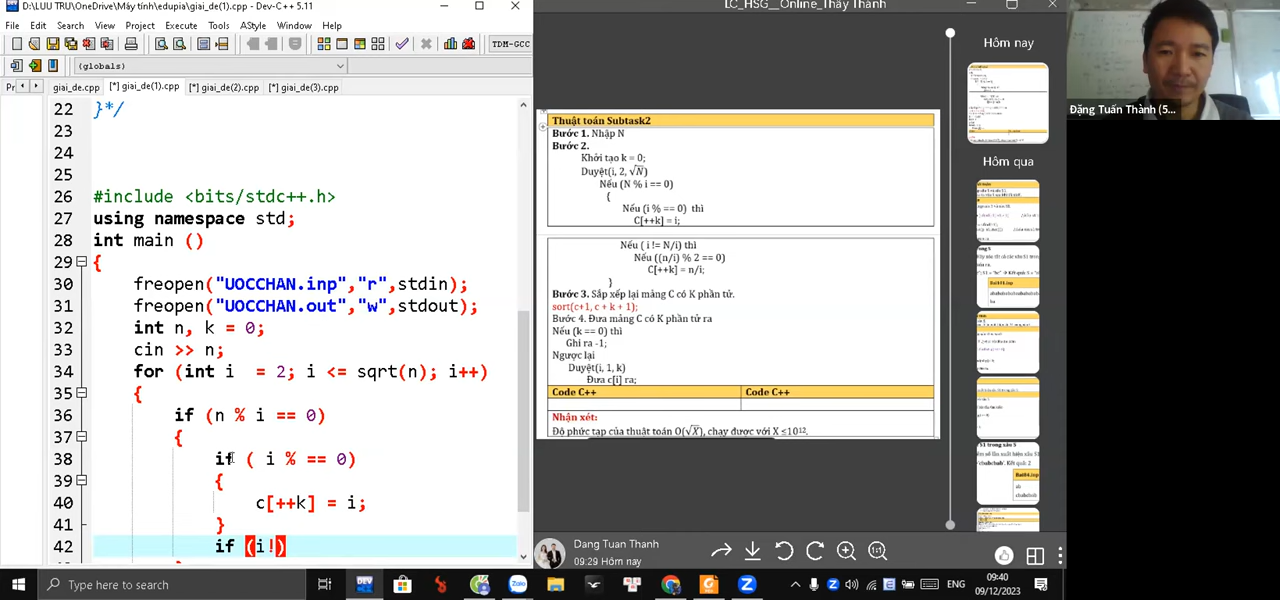 D:\LUU TRU\OneDrive\Máy tính\edupia\giai_de(1).cpp - Dev-C++ 5.11
File Edit Search View Project Execute Tools AStyle Window Help
TDM-GCC
(globals)
Pr giai_de.cpp [*] giai_de(1).cpp [*] giai_de(2).cpp [*] giai_de(3).cpp
22 }*/
23
24
25
26 #include <bits/stdc++.h>
27 using namespace std;
28 int main ()
29 {
30 freopen("UOCCHAN.inp","r",stdin);
31 freopen("UOCCHAN.out","w",stdout);
32 int n, k = 0;
33 cin >> n;
34 for (int i  = 2; i <= sqrt(n); i++)
35 {
36 if (n % i == 0)
37 {
38 if ( i % == 0)
39 {
40 c[++k] = i;
41 }
42 if (i!)
LC_HSG__Online_Thầy Thành
Thuật toán Subtask2
Bước 1. Nhập N
Bước 2.
Khởi tạo k = 0;
Duyệt(i, 2, √N)
Nếu (N % i == 0)
{
Nếu (i % == 0) thì
C[++k] = i;
Nếu ( i != N/i) thì
Nếu ((n/i) % 2 == 0)
C[++k] = n/i;
}
Bước 3. Sắp xếp lại mảng C có K phần tử.
sort(c+1, c + k + 1);
Bước 4. Đưa mảng C có K phần tử ra
Nếu (k == 0) thì
Ghi ra -1;
Ngược lại
Duyệt(i, 1, k)
Đưa c[i] ra;
Code C++ Code C++
Nhận xét:
Độ phức tạp của thuật toán O(√X), chạy được với X ≤10¹².
Dang Tuan Thanh
09:29 Hôm nay
Hôm nay
Hôm qua
Đặng Tuấn Thành (5...
Type here to search
Zalo
ENG
09:40
09/12/2023